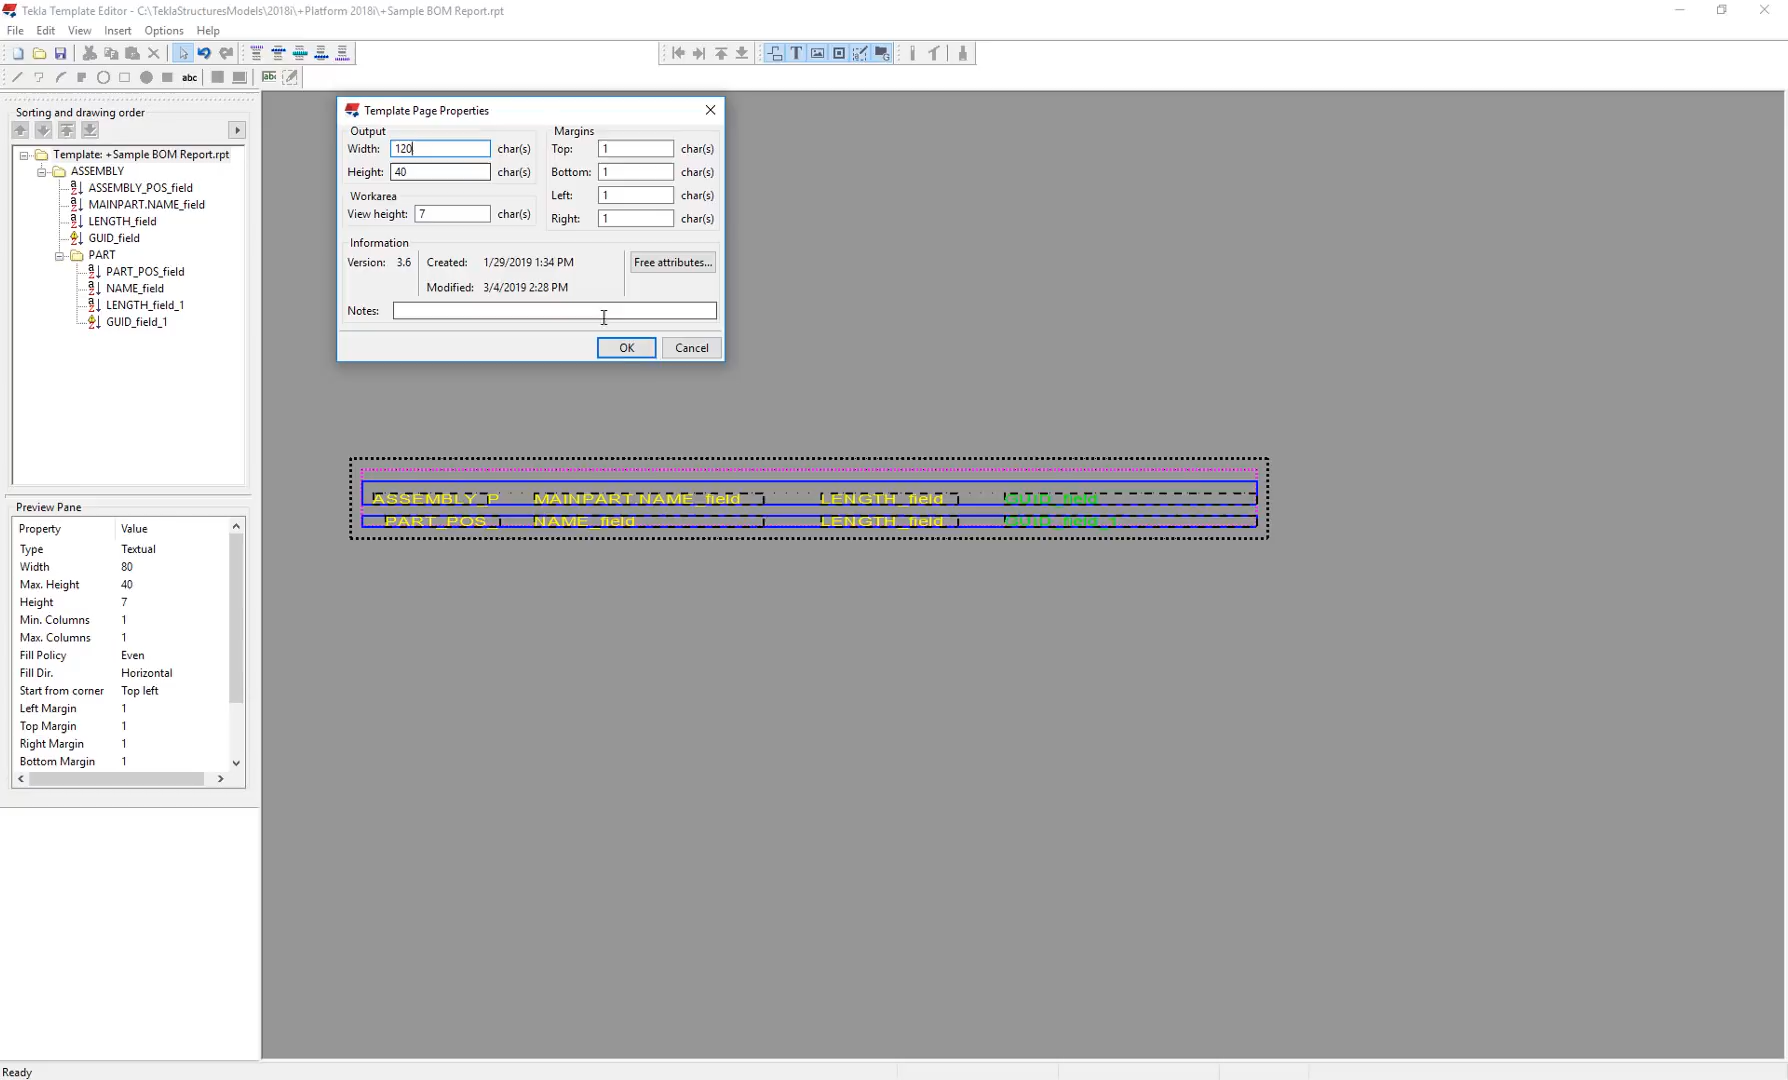 Tekla Template Editor - C:\TeklaStructuresModels\2018i\+Platform 2018i\+Sample BOM Report.rpt
File Edit View Insert Options Help
abc abc
Sorting and drawing order
Template: +Sample BOM Report.rpt
ASSEMBLY
ASSEMBLY_POS_field
MAINPART.NAME_field
LENGTH_field
GUID_field
PART
PART_POS_field
NAME_field
LENGTH_field_1
GUID_field_1
Preview Pane
Property Value
Type Textual
Width 80
Max. Height 40
Height 7
Min. Columns 1
Max. Columns 1
Fill Policy Even
Fill Dir. Horizontal
Start from corner Top left
Left Margin 1
Top Margin 1
Right Margin 1
Bottom Margin 1
Template Page Properties
Output
Width: 120 char(s)
Height: 40 char(s)
Workarea
View height: 7 char(s)
Margins
Top: 1 char(s)
Bottom: 1 char(s)
Left: 1 char(s)
Right: 1 char(s)
Information
Version: 3.6 Created: 1/29/2019 1:34 PM Free attributes...
Modified: 3/4/2019 2:28 PM
Notes:
OK Cancel
ASSEMBLY_P MAINPART.NAME_field LENGTH_field GUID_field
PART_POS_ NAME_field LENGTH_field GUID_field_1
Ready